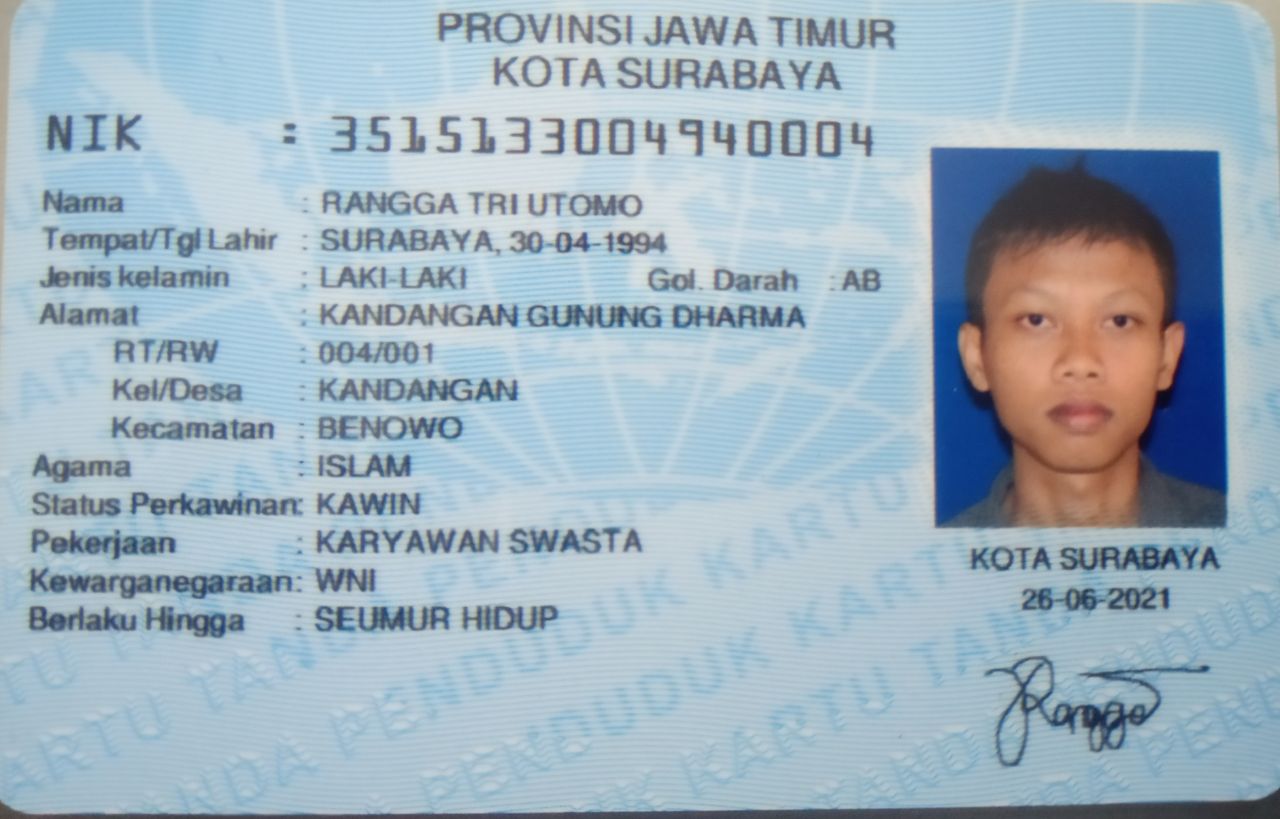 PROVINSI JAWA TIMUR
KOTA SURABAYA
NIK : 3515133004940004
Nama : RANGGA TRI UTOMO
Tempat/Tgl Lahir : SURABAYA, 30-04-1994
Jenis kelamin : LAKI-LAKI Gol. Darah : AB
Alamat : KANDANGAN GUNUNG DHARMA
RT/RW : 004/001
Kel/Desa : KANDANGAN
Kecamatan : BENOWO
Agama : ISLAM
Status Perkawinan: KAWIN
Pekerjaan : KARYAWAN SWASTA
Kewarganegaraan: WNI
Berlaku Hingga : SEUMUR HIDUP
KOTA SURABAYA
26-06-2021
Rangga